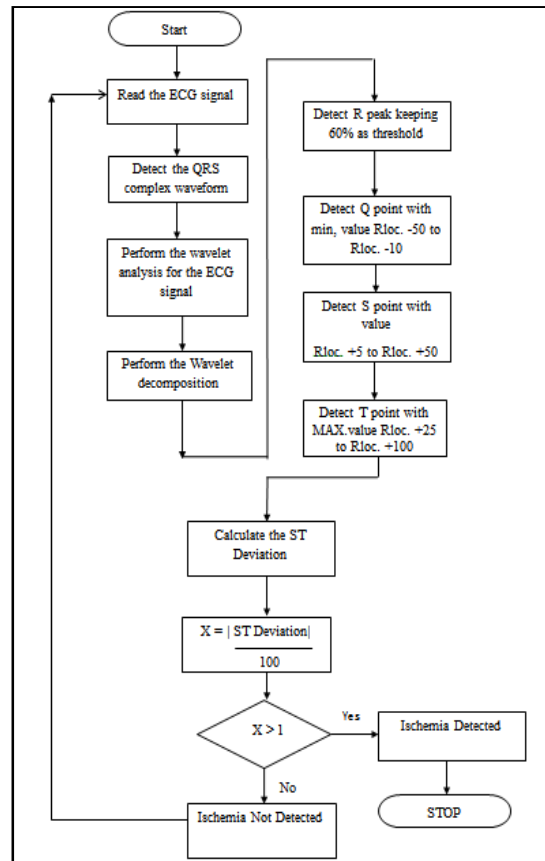 Start
Read the ECG signal
Detect the QRS
complex waveform
Perform the wavelet
analysis for the ECG
signal
Perform the Wavelet
decomposition
Detect R peak keeping
60% as threshold
Detect Q point with
min, value Rloc. -50 to
Rloc. -10
Detect S point with
value
Rloc. +5 to Rloc. +50
Detect T point with
MAX.value Rloc. +25
to Rloc. +100
Calculate the ST
Deviation
X = | ST Deviation|
100
X > 1
Yes
Ischemia Detected
No
Ischemia Not Detected
STOP